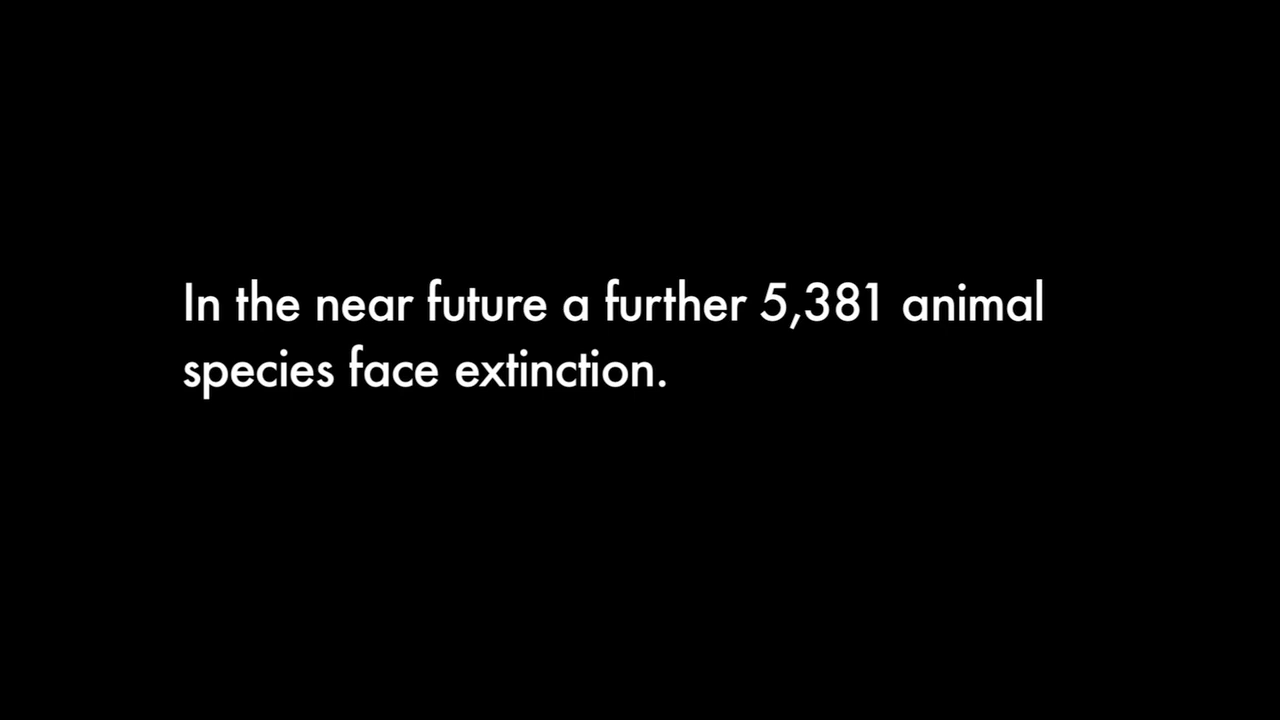 In the near future a further 5,381 animal
species face extinction.